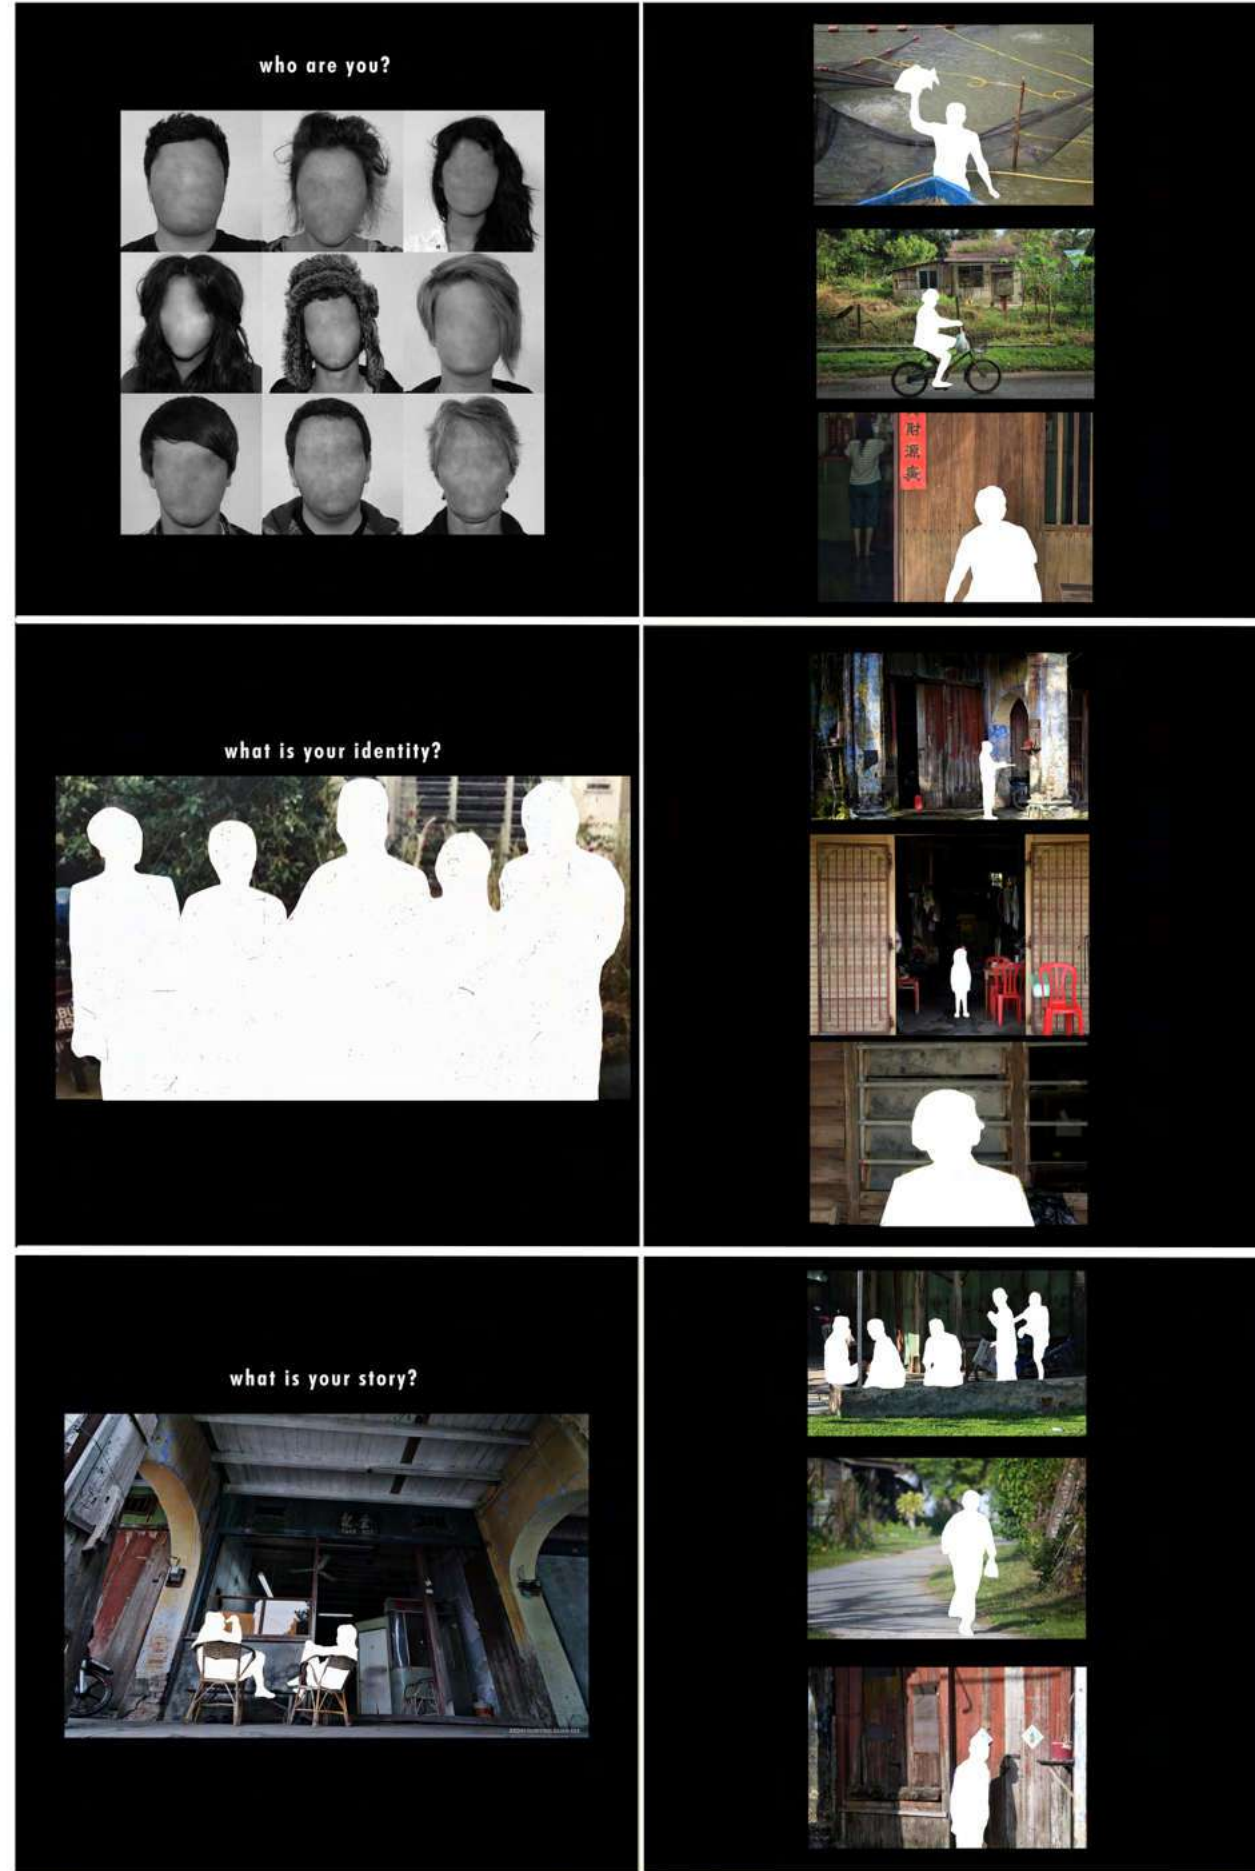 who are you?
財
源
廣
what is your identity?
what is your story?